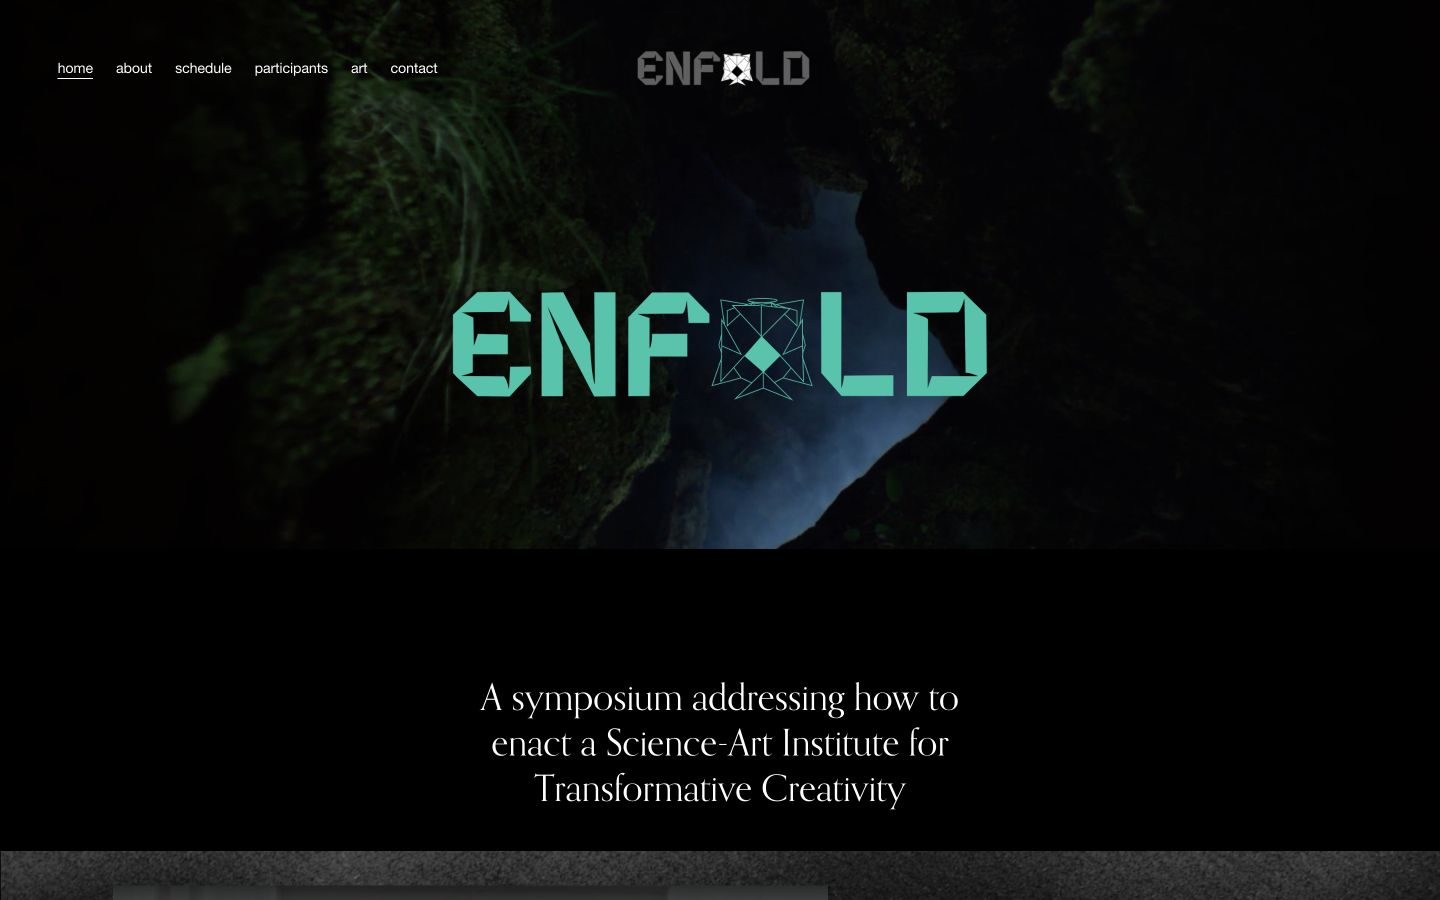 home about schedule participants art contact
ENFOLD
ENFOLD
A symposium addressing how to
enact a Science-Art Institute for
Transformative Creativity